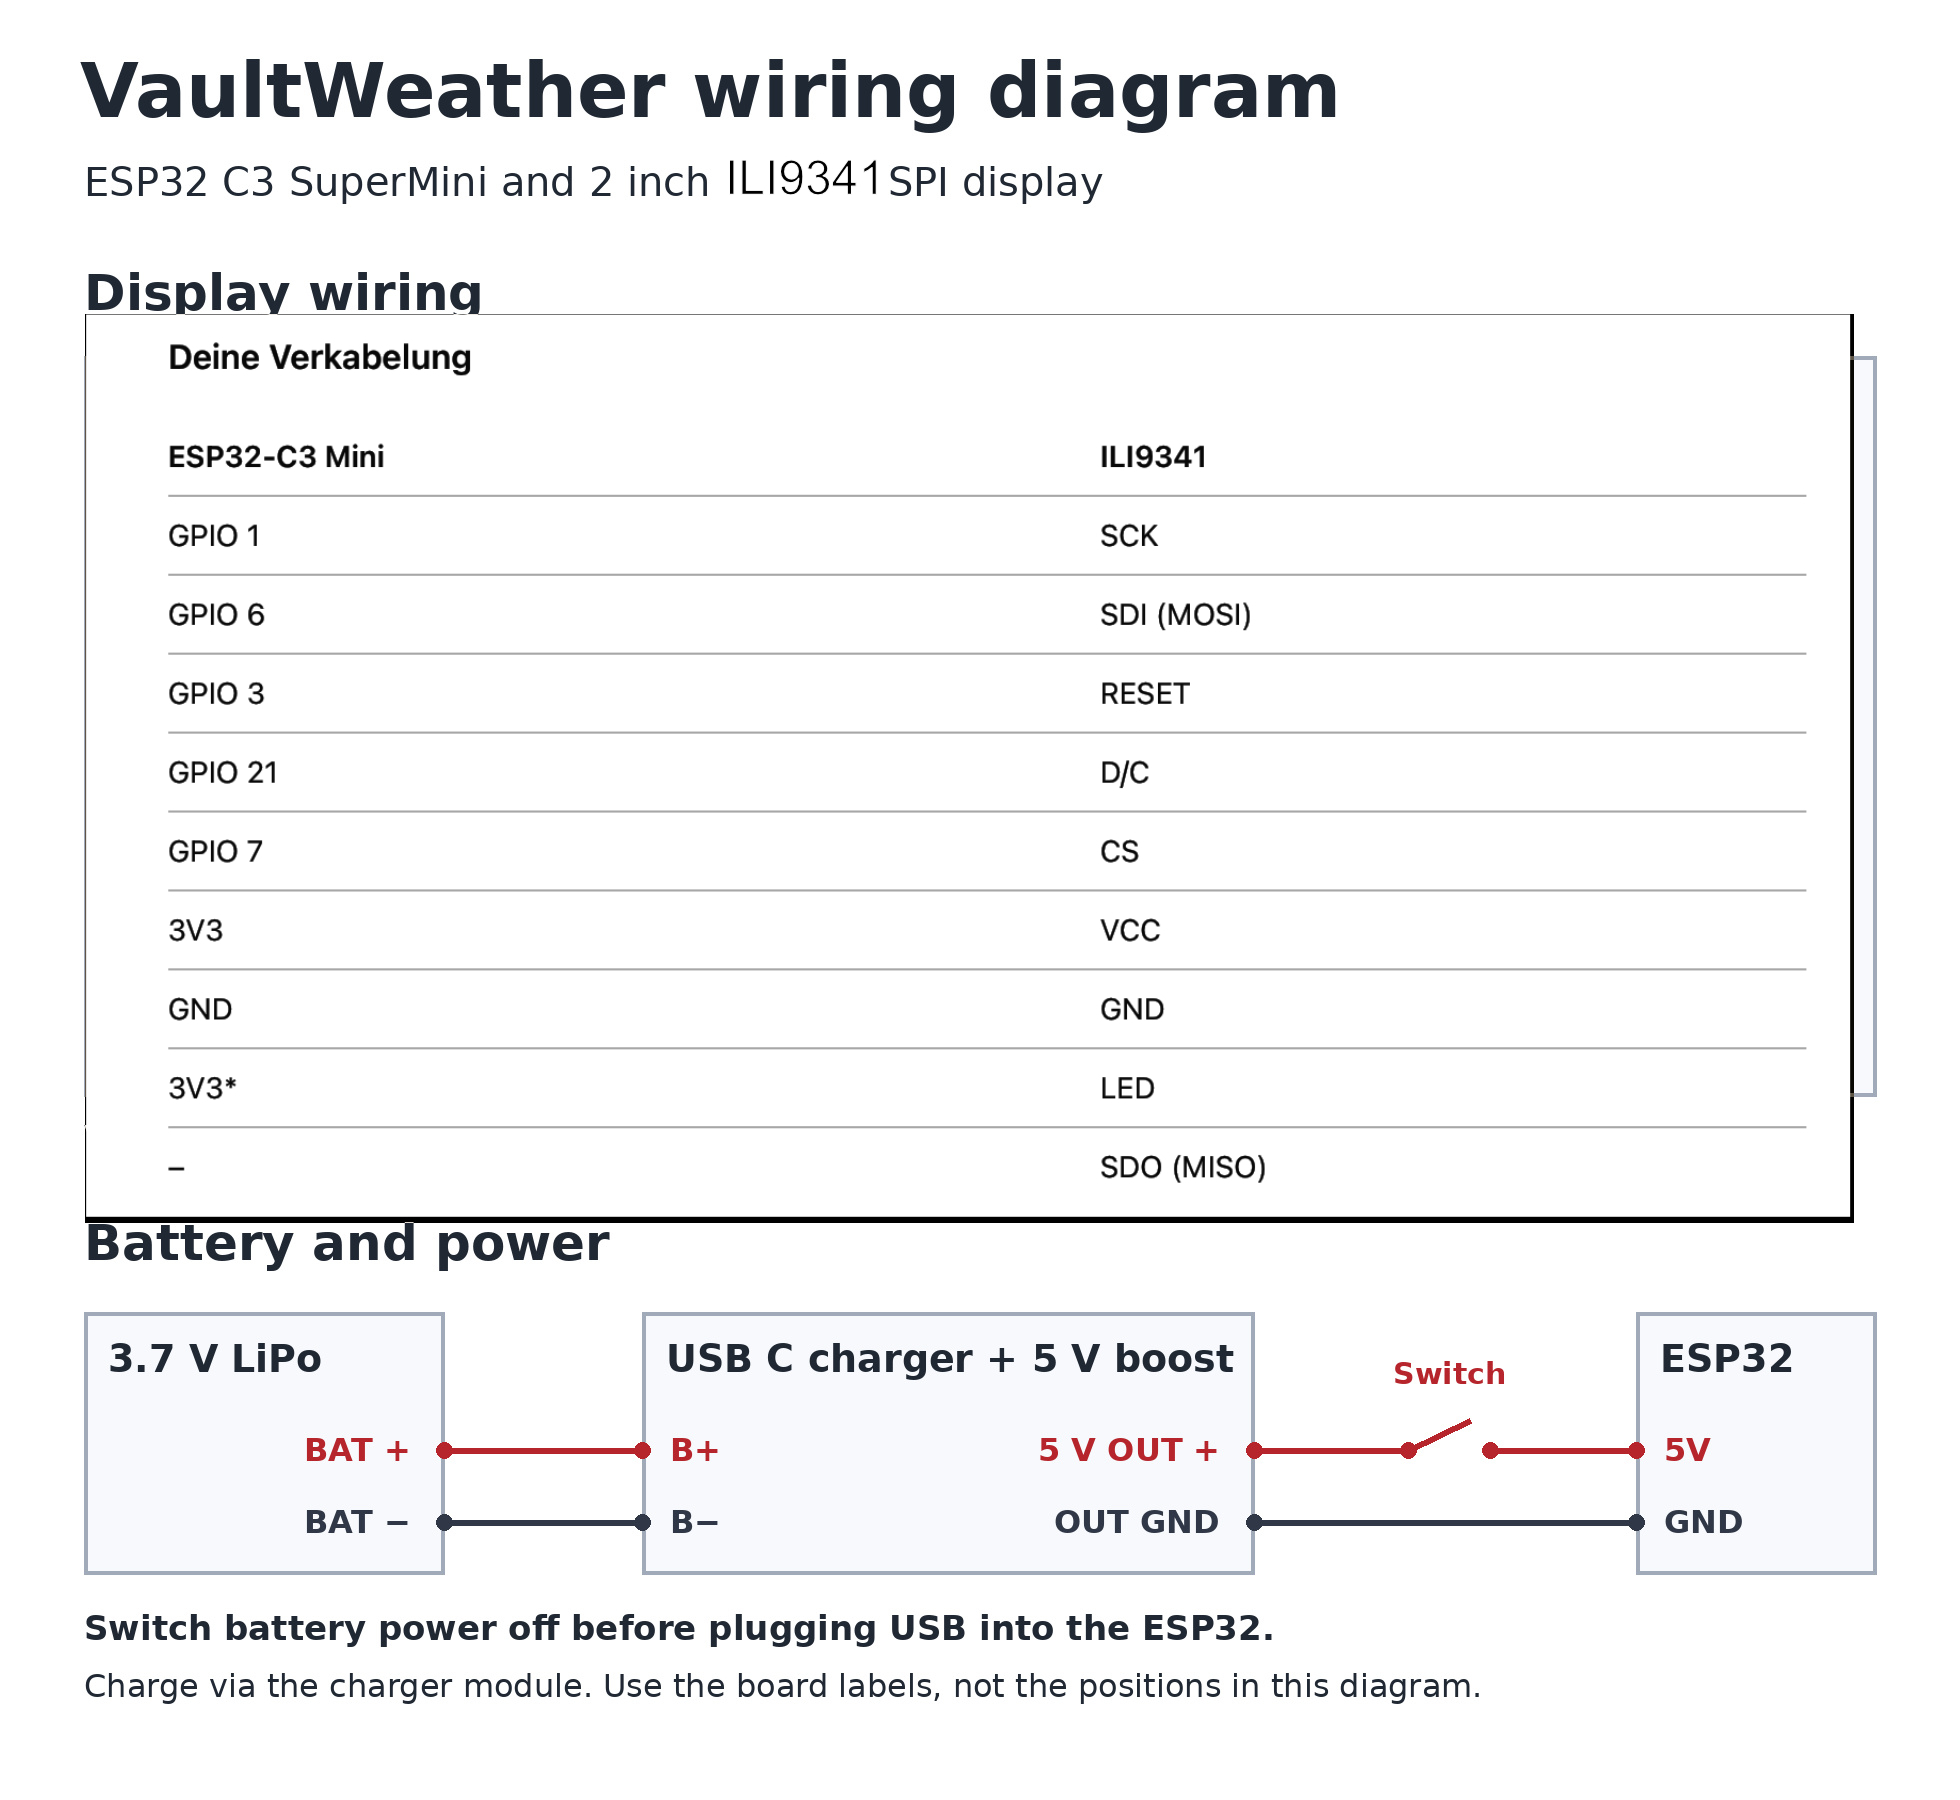 VaultWeather wiring diagram
ESP32 C3 SuperMini and 2 inch ILI9341 SPI display
Display wiring
Deine Verkabelung
ESP32-C3 Mini ILI9341
GPIO 1 SCK
GPIO 6 SDI (MOSI)
GPIO 3 RESET
GPIO 21 D/C
GPIO 7 CS
3V3 VCC
GND GND
3V3* LED
– SDO (MISO)
Battery and power
3.7 V LiPo USB C charger + 5 V boost ESP32
Switch
BAT + B+ 5 V OUT + 5V
BAT − B− OUT GND GND
Switch battery power off before plugging USB into the ESP32.
Charge via the charger module. Use the board labels, not the positions in this diagram.